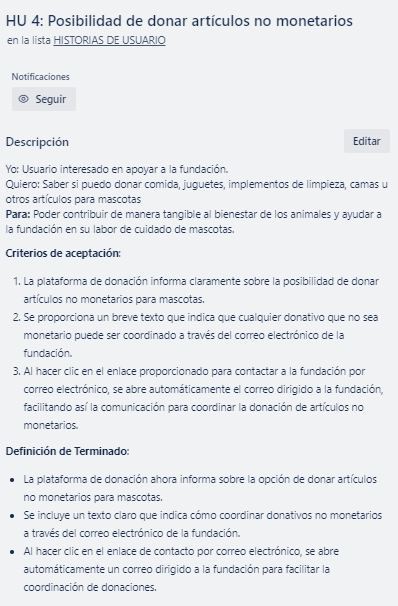 HU 4: Posibilidad de donar artículos no monetarios
en la lista HISTORIAS DE USUARIO
Notificaciones
Seguir
Descripción
Editar
Yo: Usuario interesado en apoyar a la fundación.
Quiero: Saber si puedo donar comida, juguetes, implementos de limpieza, camas u
otros artículos para mascotas
Para: Poder contribuir de manera tangible al bienestar de los animales y ayudar a
la fundación en su labor de cuidado de mascotas.
Criterios de aceptación:
1. La plataforma de donación informa claramente sobre la posibilidad de donar
artículos no monetarios para mascotas.
2. Se proporciona un breve texto que indica que cualquier donativo que no sea
monetario puede ser coordinado a través del correo electrónico de la
fundación.
3. Al hacer clic en el enlace proporcionado para contactar a la fundación por
correo electrónico, se abre automáticamente el correo dirigido a la fundación,
facilitando así la comunicación para coordinar la donación de artículos no
monetarios.
Definición de Terminado:
• La plataforma de donación ahora informa sobre la opción de donar artículos
no monetarios para mascotas.
• Se incluye un texto claro que indica cómo coordinar donativos no monetarios
a través del correo electrónico de la fundación.
• Al hacer clic en el enlace de contacto por correo electrónico, se abre
automáticamente un correo dirigido a la fundación para facilitar la
coordinación de donaciones.